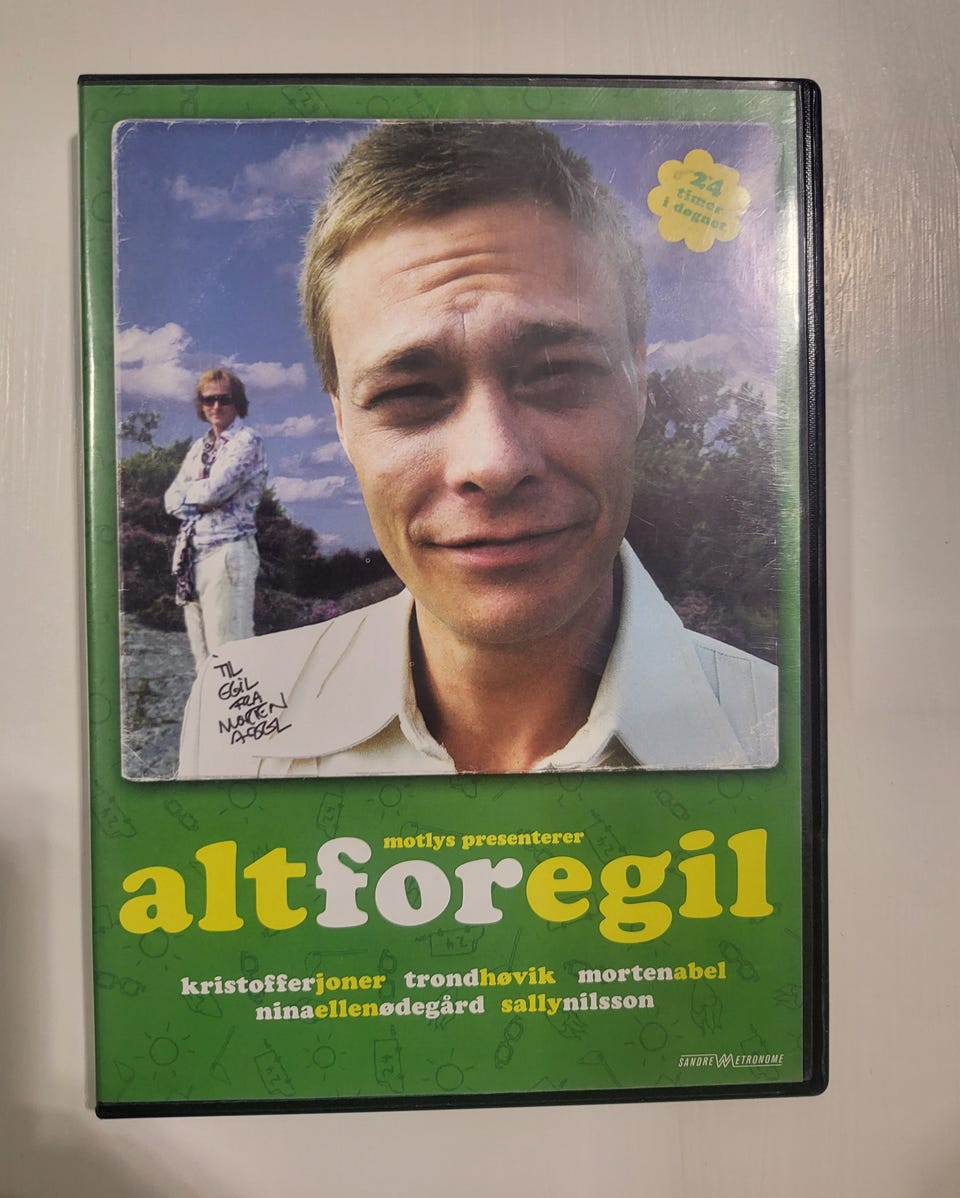 24
timer
i døgnet
TIL
EGIL
FRA
MORTEN
ABEL
motlys presenterer
altforegil
kristofferjoner trondhøvik mortenabel
ninaellenødegård sallynilsson
SANDREW METRONOME